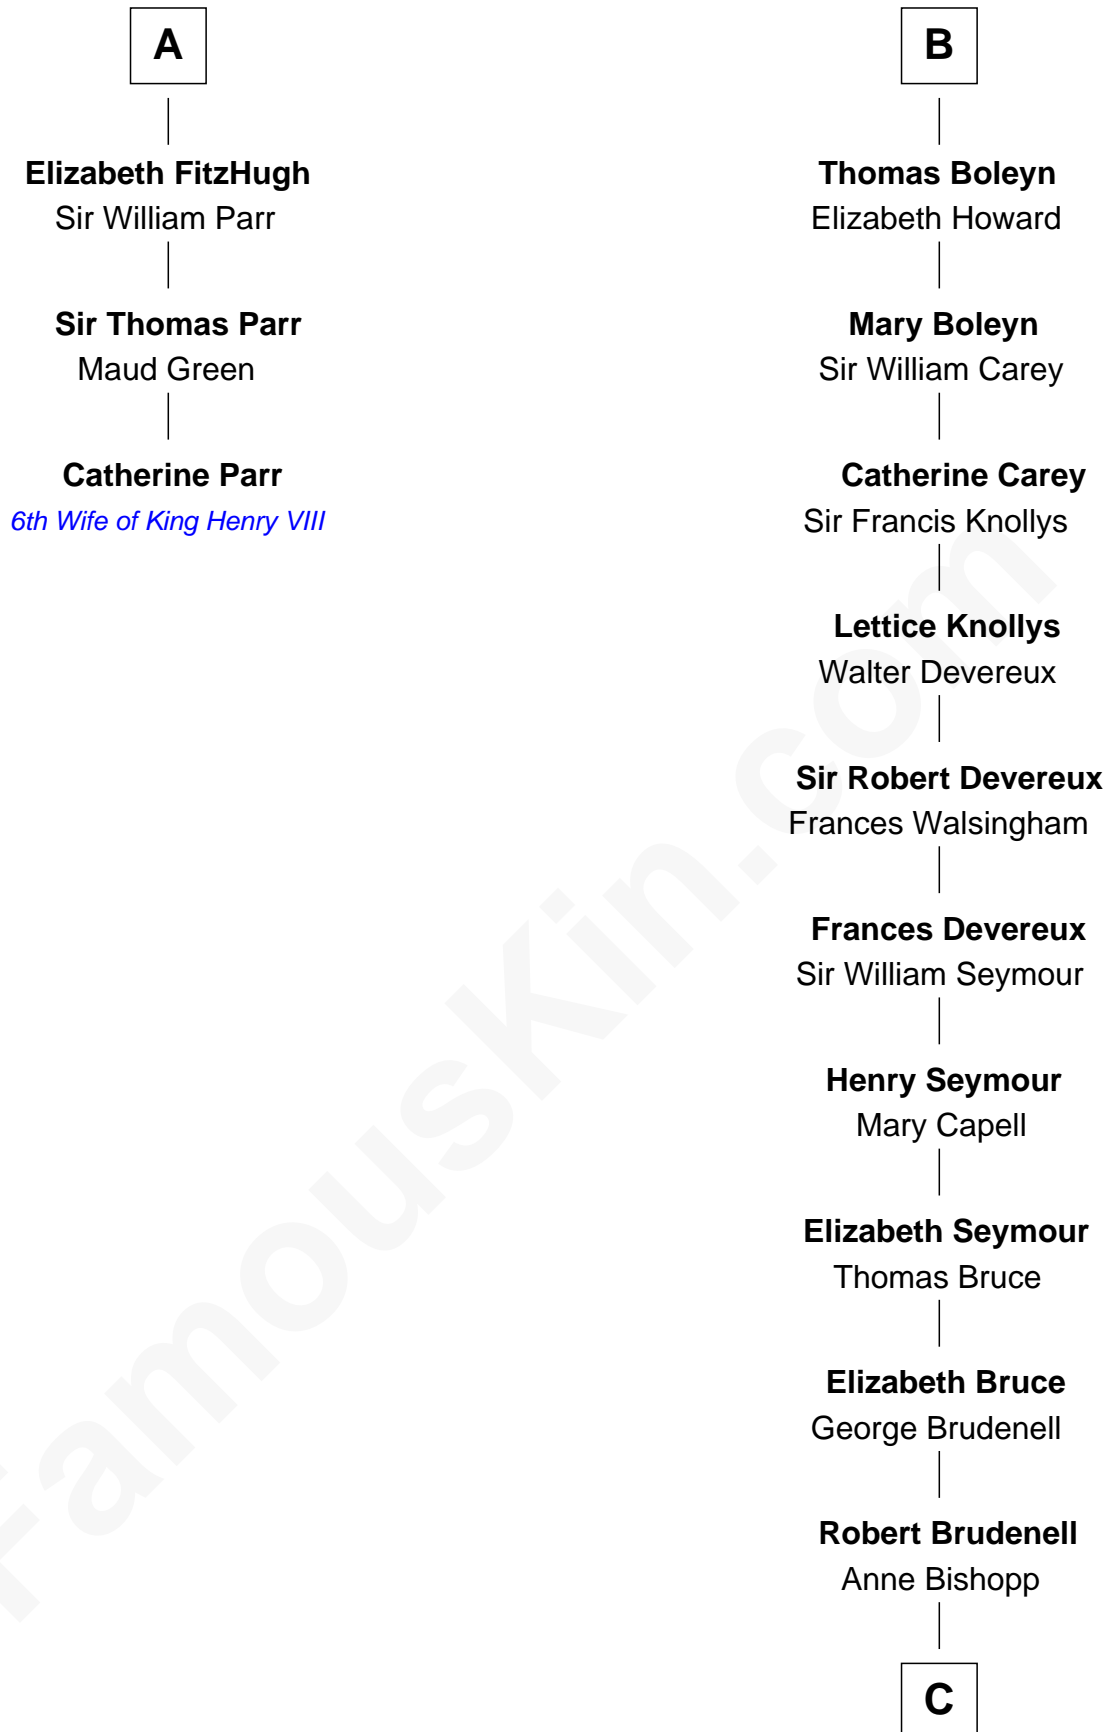 A
Elizabeth FitzHugh
Sir William Parr
Sir Thomas Parr
Maud Green
Catherine Parr
6th Wife of King Henry VIII
B
Thomas Boleyn
Elizabeth Howard
Mary Boleyn
Sir William Carey
Catherine Carey
Sir Francis Knollys
Lettice Knollys
Walter Devereux
Sir Robert Devereux
Frances Walsingham
Frances Devereux
Sir William Seymour
Henry Seymour
Mary Capell
Elizabeth Seymour
Thomas Bruce
Elizabeth Bruce
George Brudenell
Robert Brudenell
Anne Bishopp
C
FamousKin.com